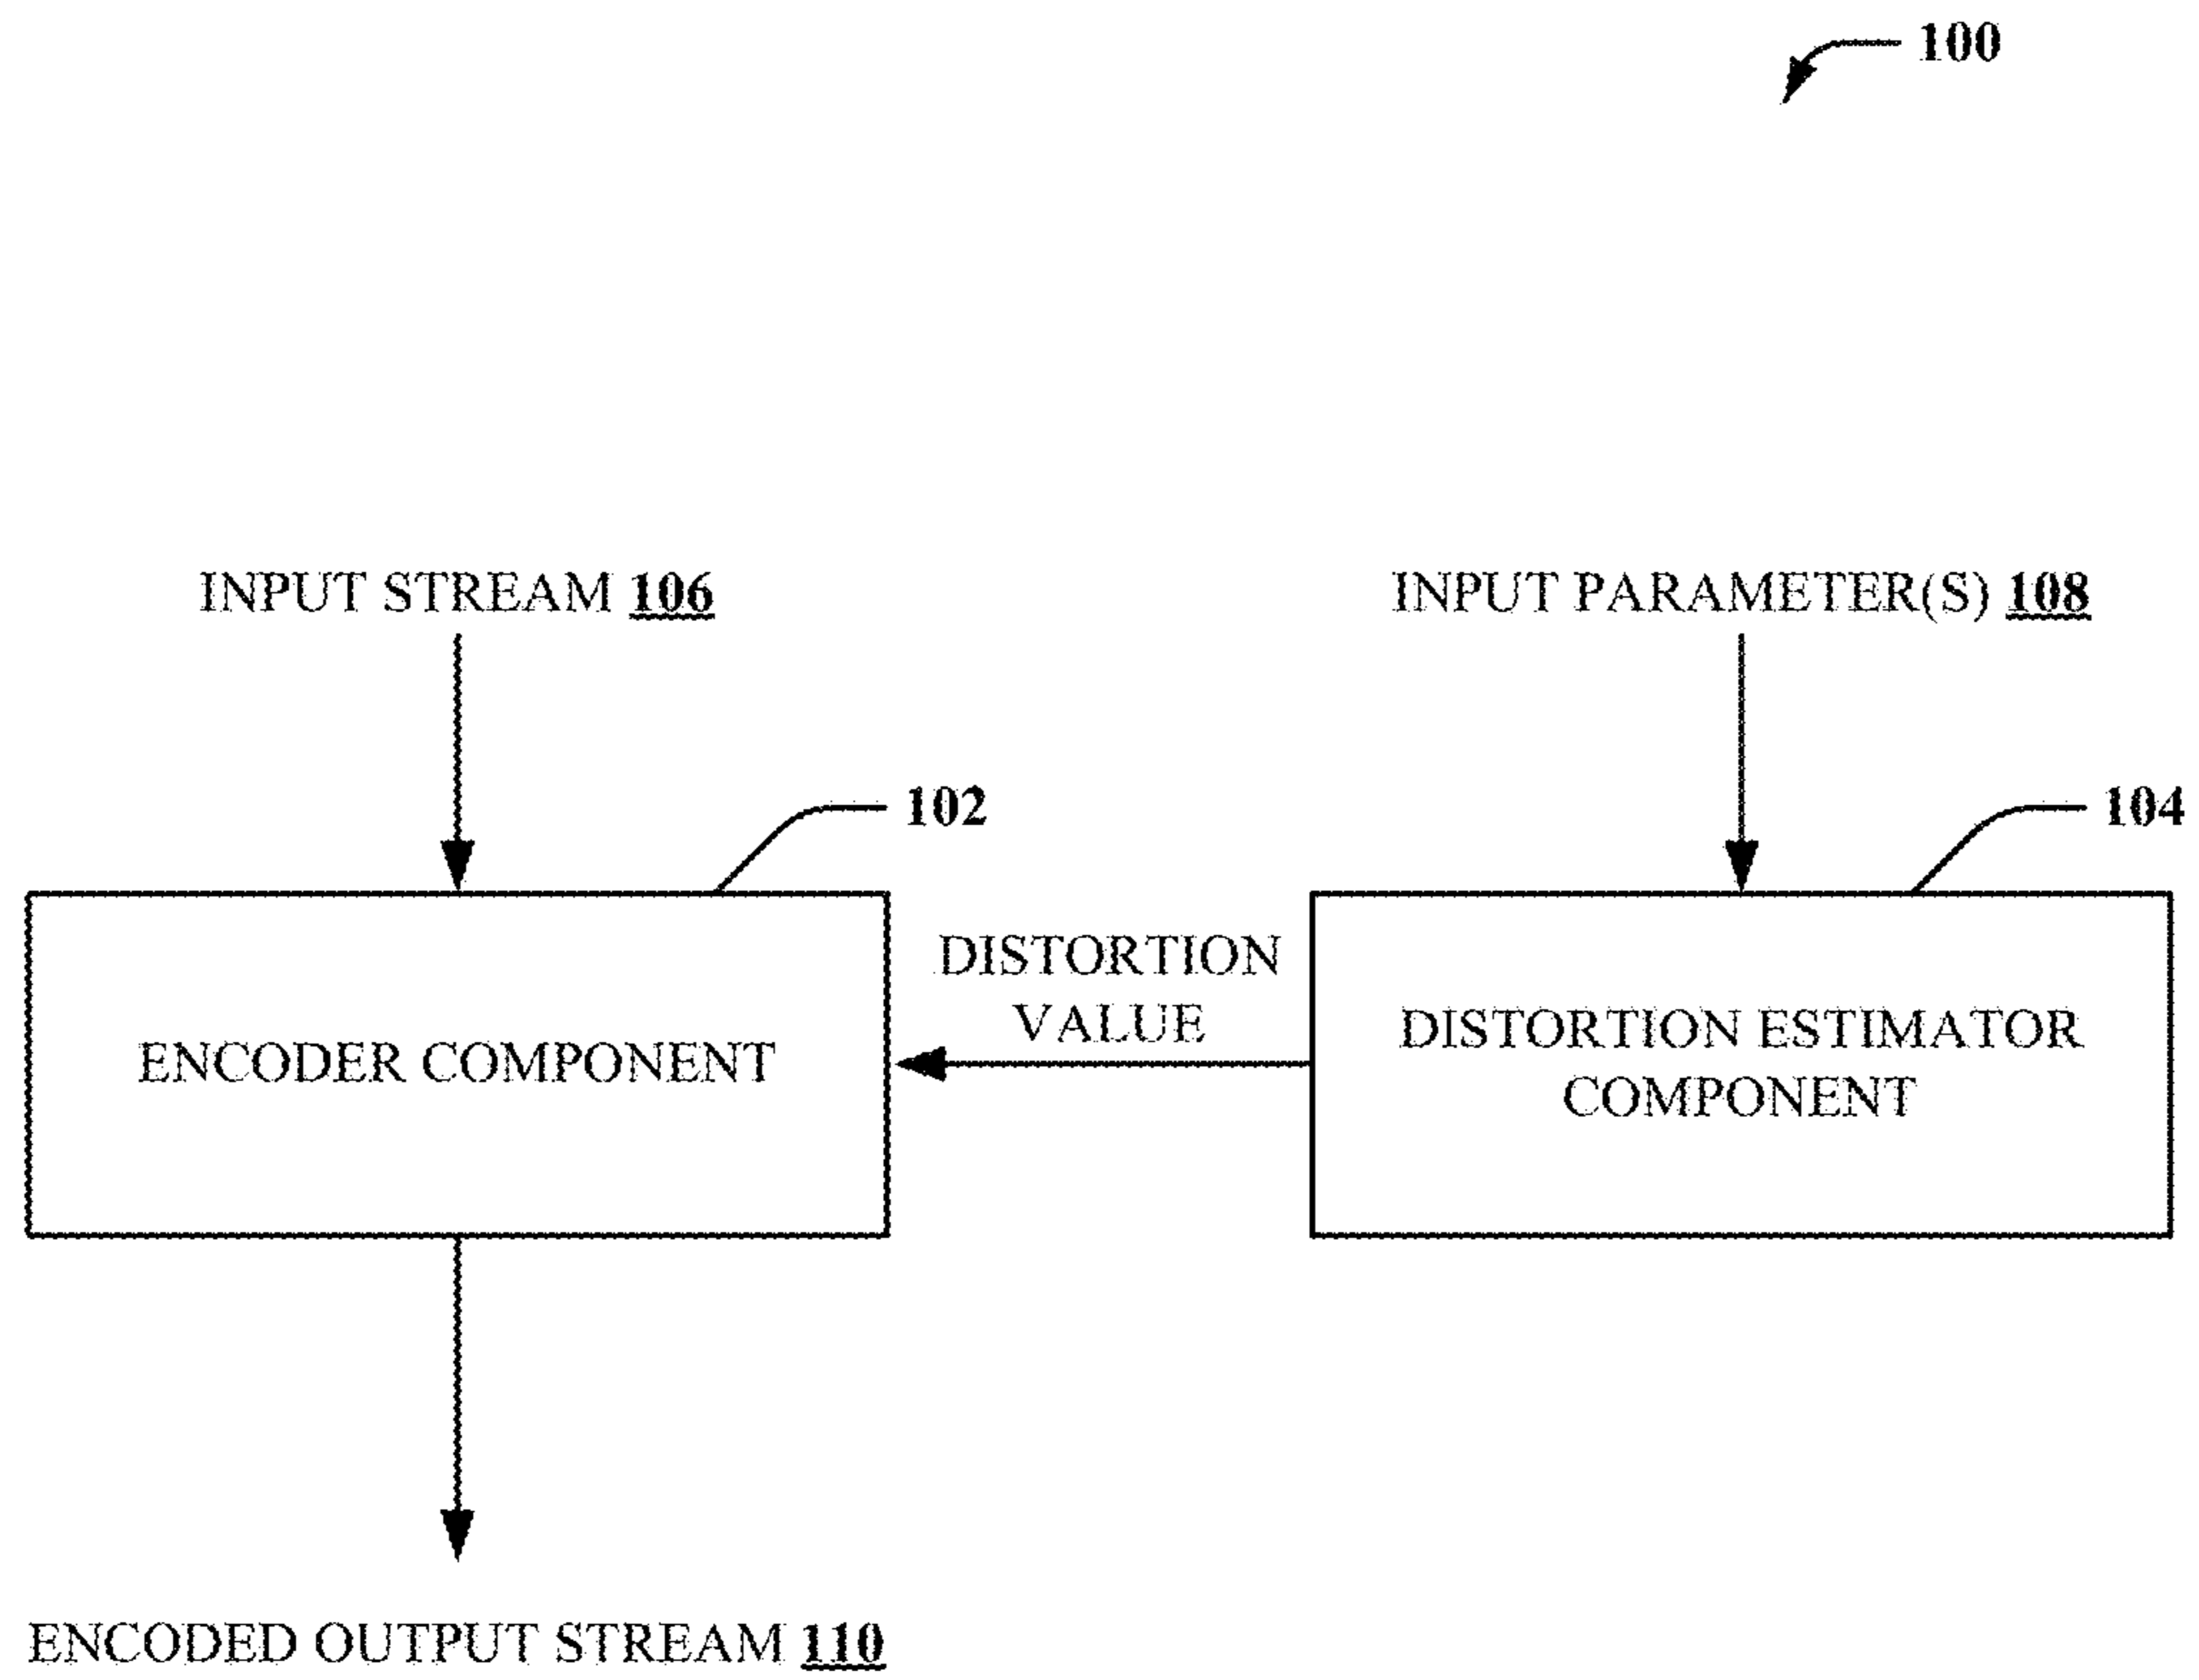 100
INPUT STREAM 106
INPUT PARAMETER(S) 108
102
104
DISTORTION
VALUE
ENCODER COMPONENT
DISTORTION ESTIMATOR
COMPONENT
ENCODED OUTPUT STREAM 110